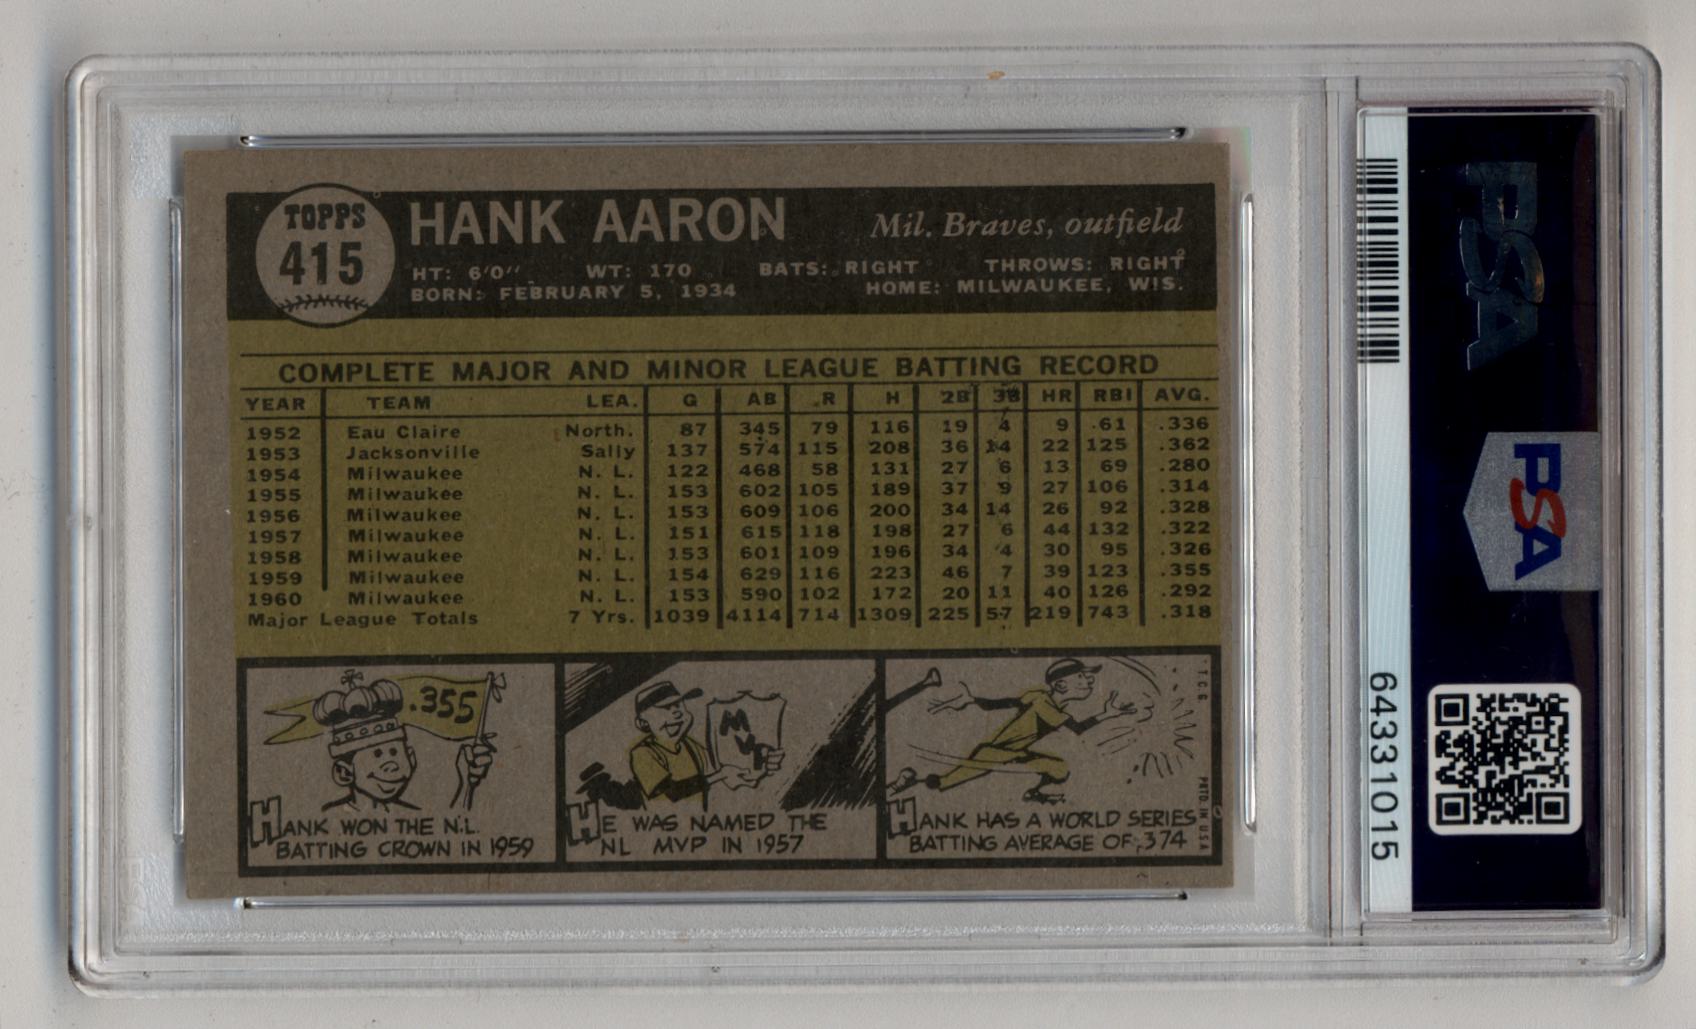 TOPPS
415
HANK AARON
Mil. Braves, outfield
HT: 6'0" WT: 170 BATS: RIGHT THROWS: RIGHT
BORN: FEBRUARY 5, 1934 HOME: MILWAUKEE, WIS.
COMPLETE MAJOR AND MINOR LEAGUE BATTING RECORD
YEAR TEAM LEA. G AB R H 2B 3B HR RBI AVG.
1952 Eau Claire North. 87 345 79 116 19 4 9 61 .336
1953 Jacksonville Sally 137 574 115 208 36 14 22 125 .362
1954 Milwaukee N. L. 122 468 58 131 27 6 13 69 .280
1955 Milwaukee N. L. 153 602 105 189 37 9 27 106 .314
1956 Milwaukee N. L. 153 609 106 200 34 14 26 92 .328
1957 Milwaukee N. L. 151 615 118 198 27 6 44 132 .322
1958 Milwaukee N. L. 153 601 109 196 34 4 30 95 .326
1959 Milwaukee N. L. 154 629 116 223 46 7 39 123 .355
1960 Milwaukee N. L. 153 590 102 172 20 11 40 126 .292
Major League Totals 7 Yrs. 1039 4114 714 1309 225 57 219 743 .318
.355
HANK WON THE N.L.
BATTING CROWN IN 1959
MVP
HE WAS NAMED THE
NL MVP IN 1957
HANK HAS A WORLD SERIES
BATTING AVERAGE OF .374
T.C.G.
PRTD. IN U.S.A.
PSA
PSA
64331015